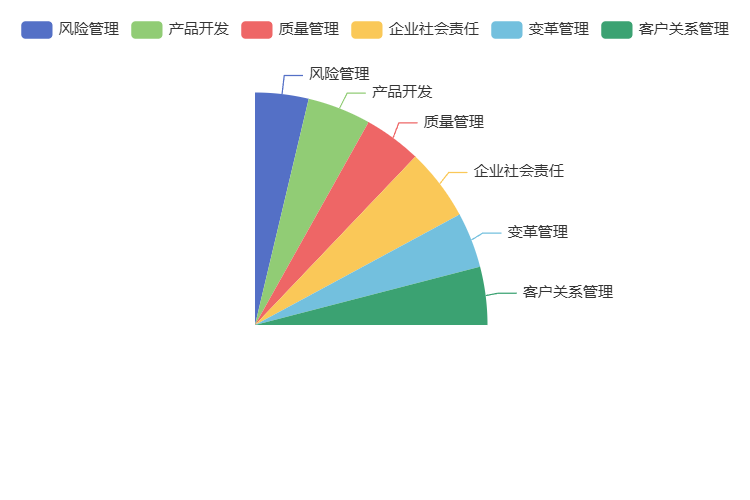 风险管理 产品开发 质量管理 企业社会责任 变革管理 客户关系管理
风险管理
产品开发
质量管理
企业社会责任
变革管理
客户关系管理